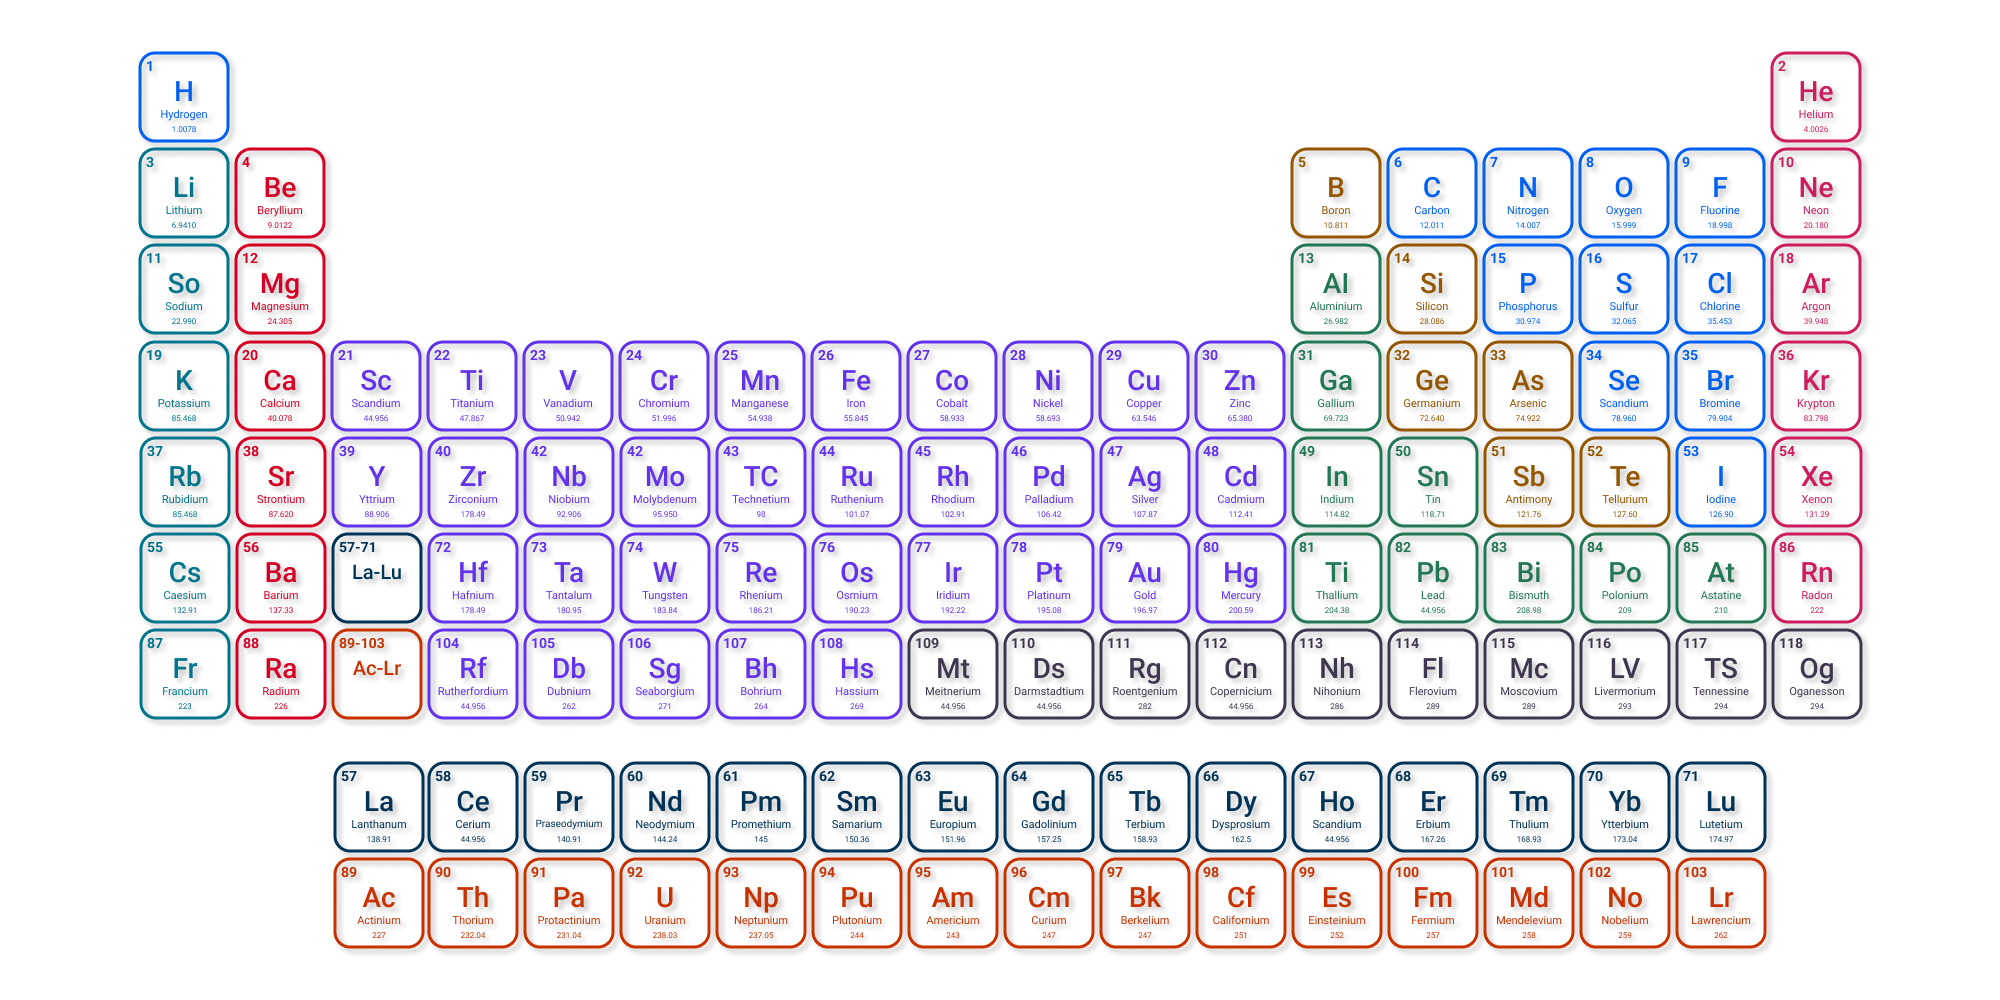 1
H
Hydrogen
1.0078
2
He
Helium
4.0026
3
Li
Lithium
6.9410
4
Be
Beryllium
9.0122
5
B
Boron
10.811
6
C
Carbon
12.011
7
N
Nitrogen
14.007
8
O
Oxygen
15.999
9
F
Fluorine
18.998
10
Ne
Neon
20.180
11
So
Sodium
22.990
12
Mg
Magnesium
24.305
13
Al
Aluminium
26.982
14
Si
Silicon
28.086
15
P
Phosphorus
30.974
16
S
Sulfur
32.065
17
Cl
Chlorine
35.453
18
Ar
Argon
39.948
19
K
Potassium
85.468
20
Ca
Calcium
40.078
21
Sc
Scandium
44.956
22
Ti
Titanium
47.867
23
V
Vanadium
50.942
24
Cr
Chromium
51.996
25
Mn
Manganese
54.938
26
Fe
Iron
55.845
27
Co
Cobalt
58.933
28
Ni
Nickel
58.693
29
Cu
Copper
63.546
30
Zn
Zinc
65.380
31
Ga
Gallium
69.723
32
Ge
Germanium
72.640
33
As
Arsenic
74.922
34
Se
Scandium
78.960
35
Br
Bromine
79.904
36
Kr
Krypton
83.798
37
Rb
Rubidium
85.468
38
Sr
Strontium
87.620
39
Y
Yttrium
88.906
40
Zr
Zirconium
178.49
42
Nb
Niobium
92.906
42
Mo
Molybdenum
95.950
43
TC
Technetium
98
44
Ru
Ruthenium
101.07
45
Rh
Rhodium
102.91
46
Pd
Palladium
106.42
47
Ag
Silver
107.87
48
Cd
Cadmium
112.41
49
In
Indium
114.82
50
Sn
Tin
118.71
51
Sb
Antimony
121.76
52
Te
Tellurium
127.60
53
I
Iodine
126.90
54
Xe
Xenon
131.29
55
Cs
Caesium
132.91
56
Ba
Barium
137.33
57-71
La-Lu
72
Hf
Hafnium
178.49
73
Ta
Tantalum
180.95
74
W
Tungsten
183.84
75
Re
Rhenium
186.21
76
Os
Osmium
190.23
77
Ir
Iridium
192.22
78
Pt
Platinum
195.08
79
Au
Gold
196.97
80
Hg
Mercury
200.59
81
Ti
Thallium
204.38
82
Pb
Lead
44.956
83
Bi
Bismuth
208.98
84
Po
Polonium
209
85
At
Astatine
210
86
Rn
Radon
222
87
Fr
Francium
223
88
Ra
Radium
226
89-103
Ac-Lr
104
Rf
Rutherfordium
44.956
105
Db
Dubnium
262
106
Sg
Seaborgium
271
107
Bh
Bohrium
264
108
Hs
Hassium
269
109
Mt
Meitnerium
44.956
110
Ds
Darmstadtium
44.956
111
Rg
Roentgenium
282
112
Cn
Copernicium
44.956
113
Nh
Nihonium
286
114
Fl
Flerovium
289
115
Mc
Moscovium
289
116
LV
Livermorium
293
117
TS
Tennessine
294
118
Og
Oganesson
294
57
La
Lanthanum
138.91
58
Ce
Cerium
44.956
59
Pr
Praseodymium
140.91
60
Nd
Neodymium
144.24
61
Pm
Promethium
145
62
Sm
Samarium
150.36
63
Eu
Europium
151.96
64
Gd
Gadolinium
157.25
65
Tb
Terbium
158.93
66
Dy
Dysprosium
162.5
67
Ho
Scandium
44.956
68
Er
Erbium
167.26
69
Tm
Thulium
168.93
70
Yb
Ytterbium
173.04
71
Lu
Lutetium
174.97
89
Ac
Actinium
227
90
Th
Thorium
232.04
91
Pa
Protactinium
231.04
92
U
Uranium
238.03
93
Np
Neptunium
237.05
94
Pu
Plutonium
244
95
Am
Americium
243
96
Cm
Curium
247
97
Bk
Berkelium
247
98
Cf
Californium
251
99
Es
Einsteinium
252
100
Fm
Fermium
257
101
Md
Mendelevium
258
102
No
Nobelium
259
103
Lr
Lawrencium
262